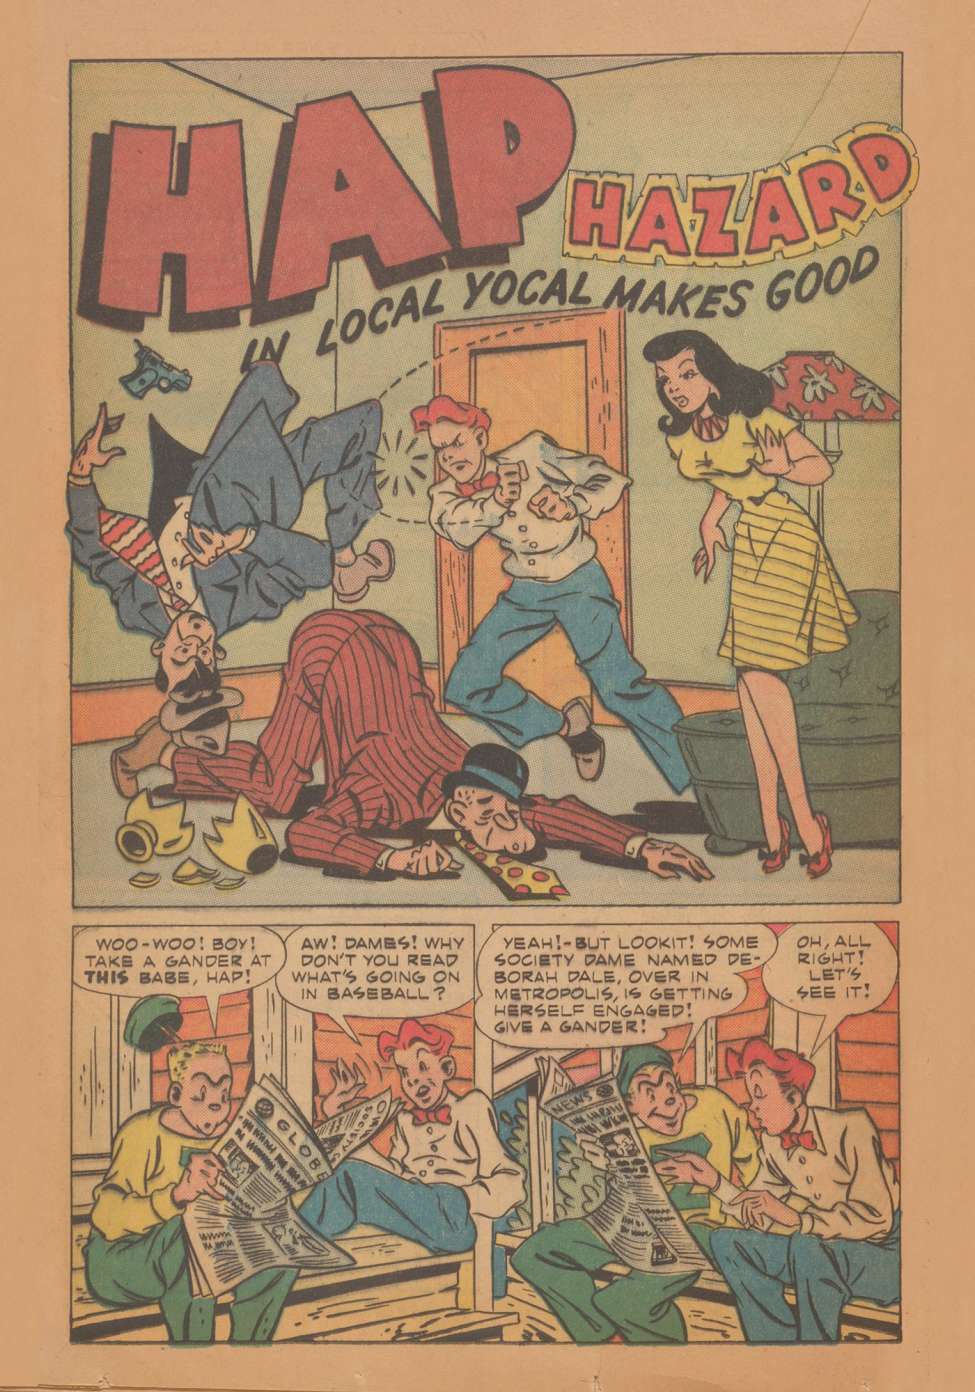 HAP
HAZARD
IN LOCAL YOCAL MAKES GOOD
WOO-WOO! BOY!
TAKE A GANDER AT
THIS BABE, HAP!
AW! DAMES! WHY
DON'T YOU READ
WHAT'S GOING ON
IN BASEBALL?
GLOBE
SOCIETY
YEAH!-BUT LOOKIT! SOME
SOCIETY DAME NAMED DE-
BORAH DALE, OVER IN
METROPOLIS, IS GETTING
HERSELF ENGAGED!
GIVE A GANDER!
OH, ALL
RIGHT!
LET'S
SEE IT!
NEWS